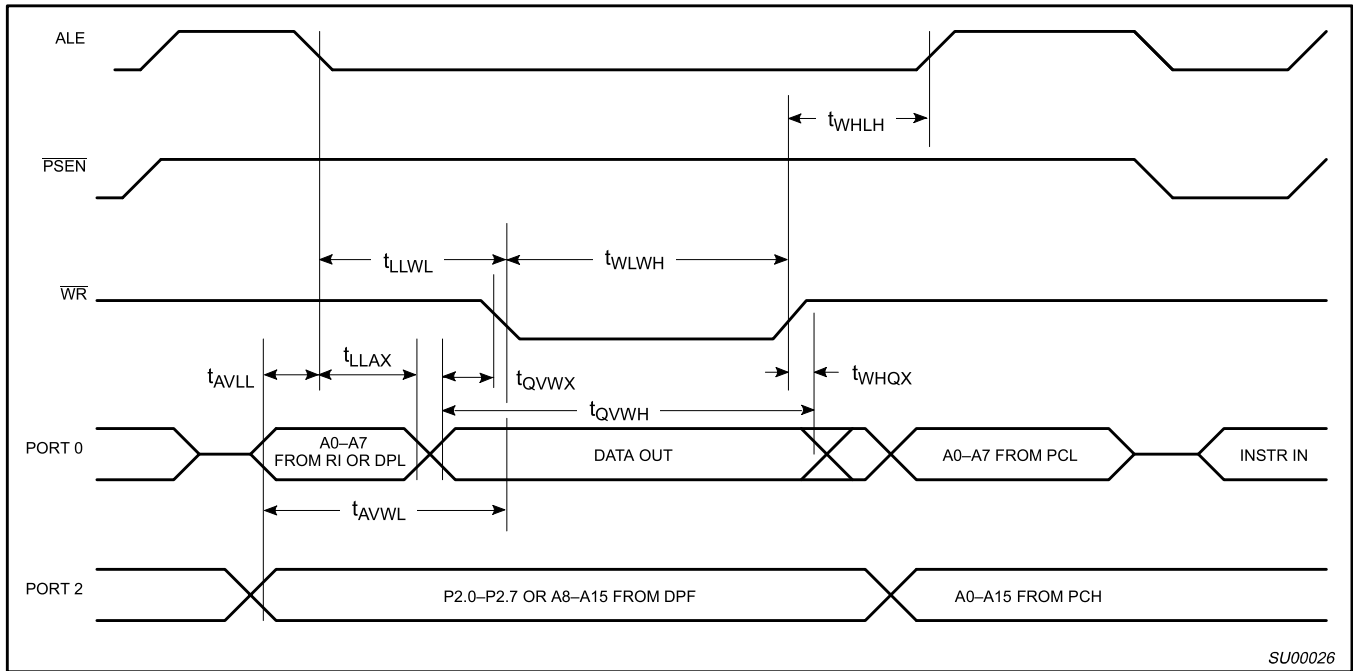 ALE
tWHLH
PSEN
tLLWL
tWLWH
WR
tLLAX
tAVLL
tQVWX
tWHQX
tQVWH
PORT 0
A0–A7
FROM RI OR DPL
DATA OUT
A0–A7 FROM PCL
INSTR IN
tAVWL
PORT 2
P2.0–P2.7 OR A8–A15 FROM DPF
A0–A15 FROM PCH
SU00026